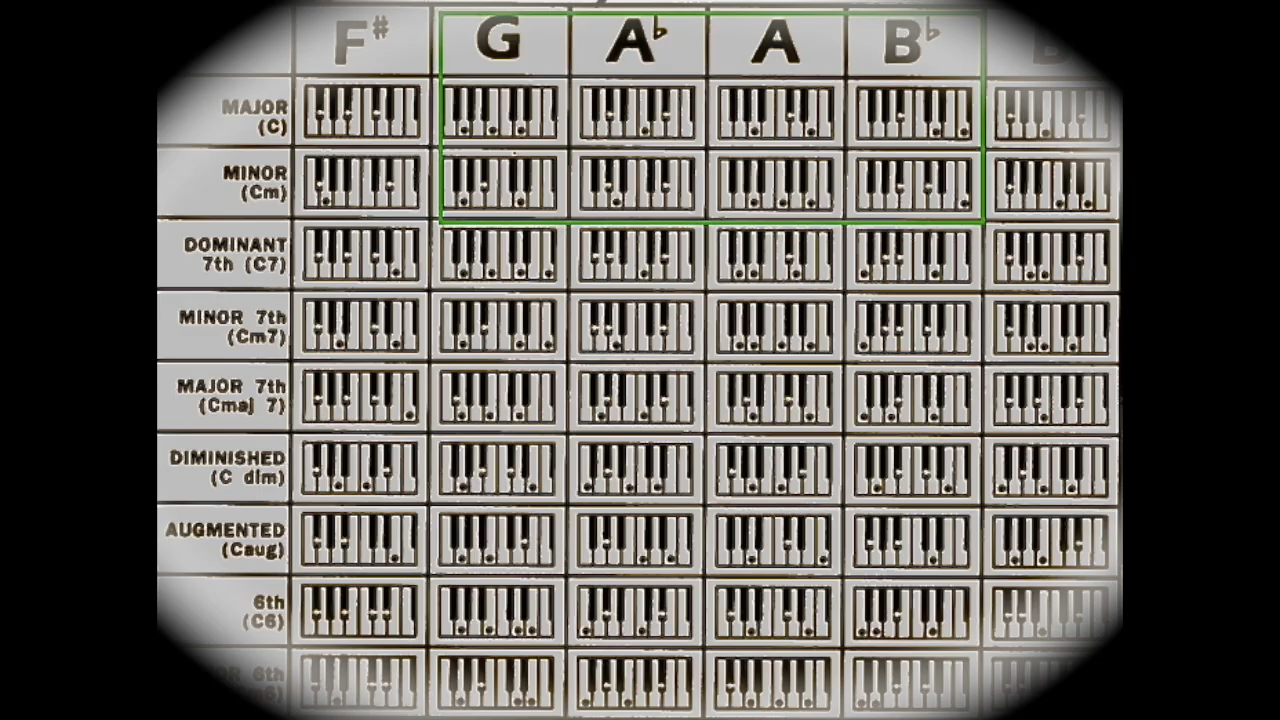 F# G A♭ A B♭ B
MAJOR
(C)
MINOR
(Cm)
DOMINANT
7th (C7)
MINOR 7th
(Cm7)
MAJOR 7th
(Cmaj 7)
DIMINISHED
(C dim)
AUGMENTED
(Caug)
6th
(C6)
6th